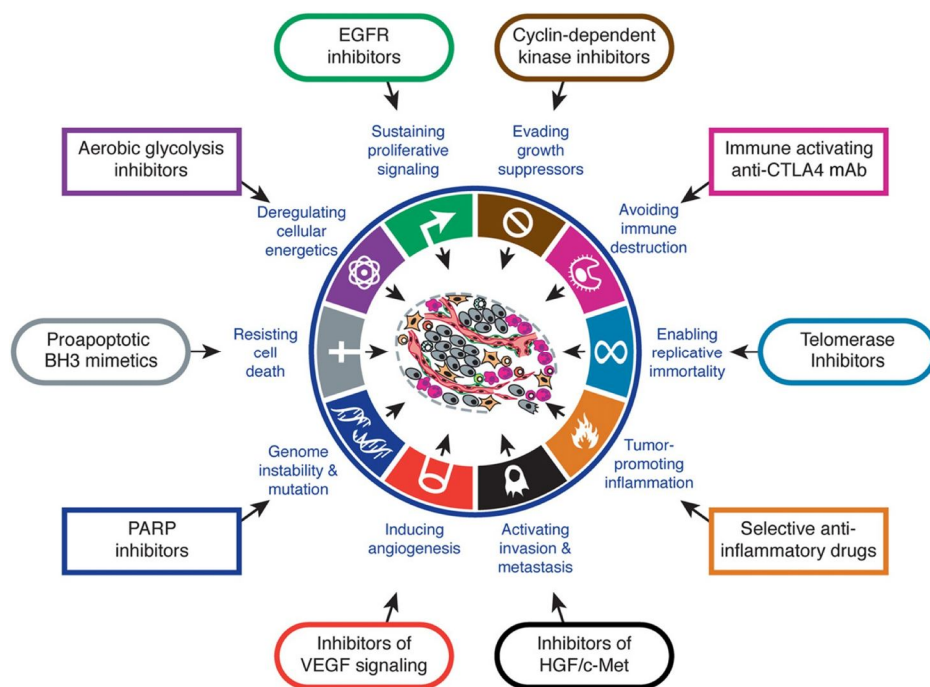 EGFR
inhibitors
Cyclin-dependent
kinase inhibitors
Sustaining
proliferative
signaling
Evading
growth
suppressors
Aerobic glycolysis
inhibitors
Immune activating
anti-CTLA4 mAb
Deregulating
cellular
energetics
Avoiding
immune
destruction
Proapoptotic
BH3 mimetics
Resisting
cell
death
Enabling
replicative
immortality
Telomerase
Inhibitors
Genome
instability &
mutation
Tumor-
promoting
inflammation
PARP
inhibitors
Inducing
angiogenesis
Activating
invasion &
metastasis
Selective anti-
inflammatory drugs
Inhibitors of
VEGF signaling
Inhibitors of
HGF/c-Met